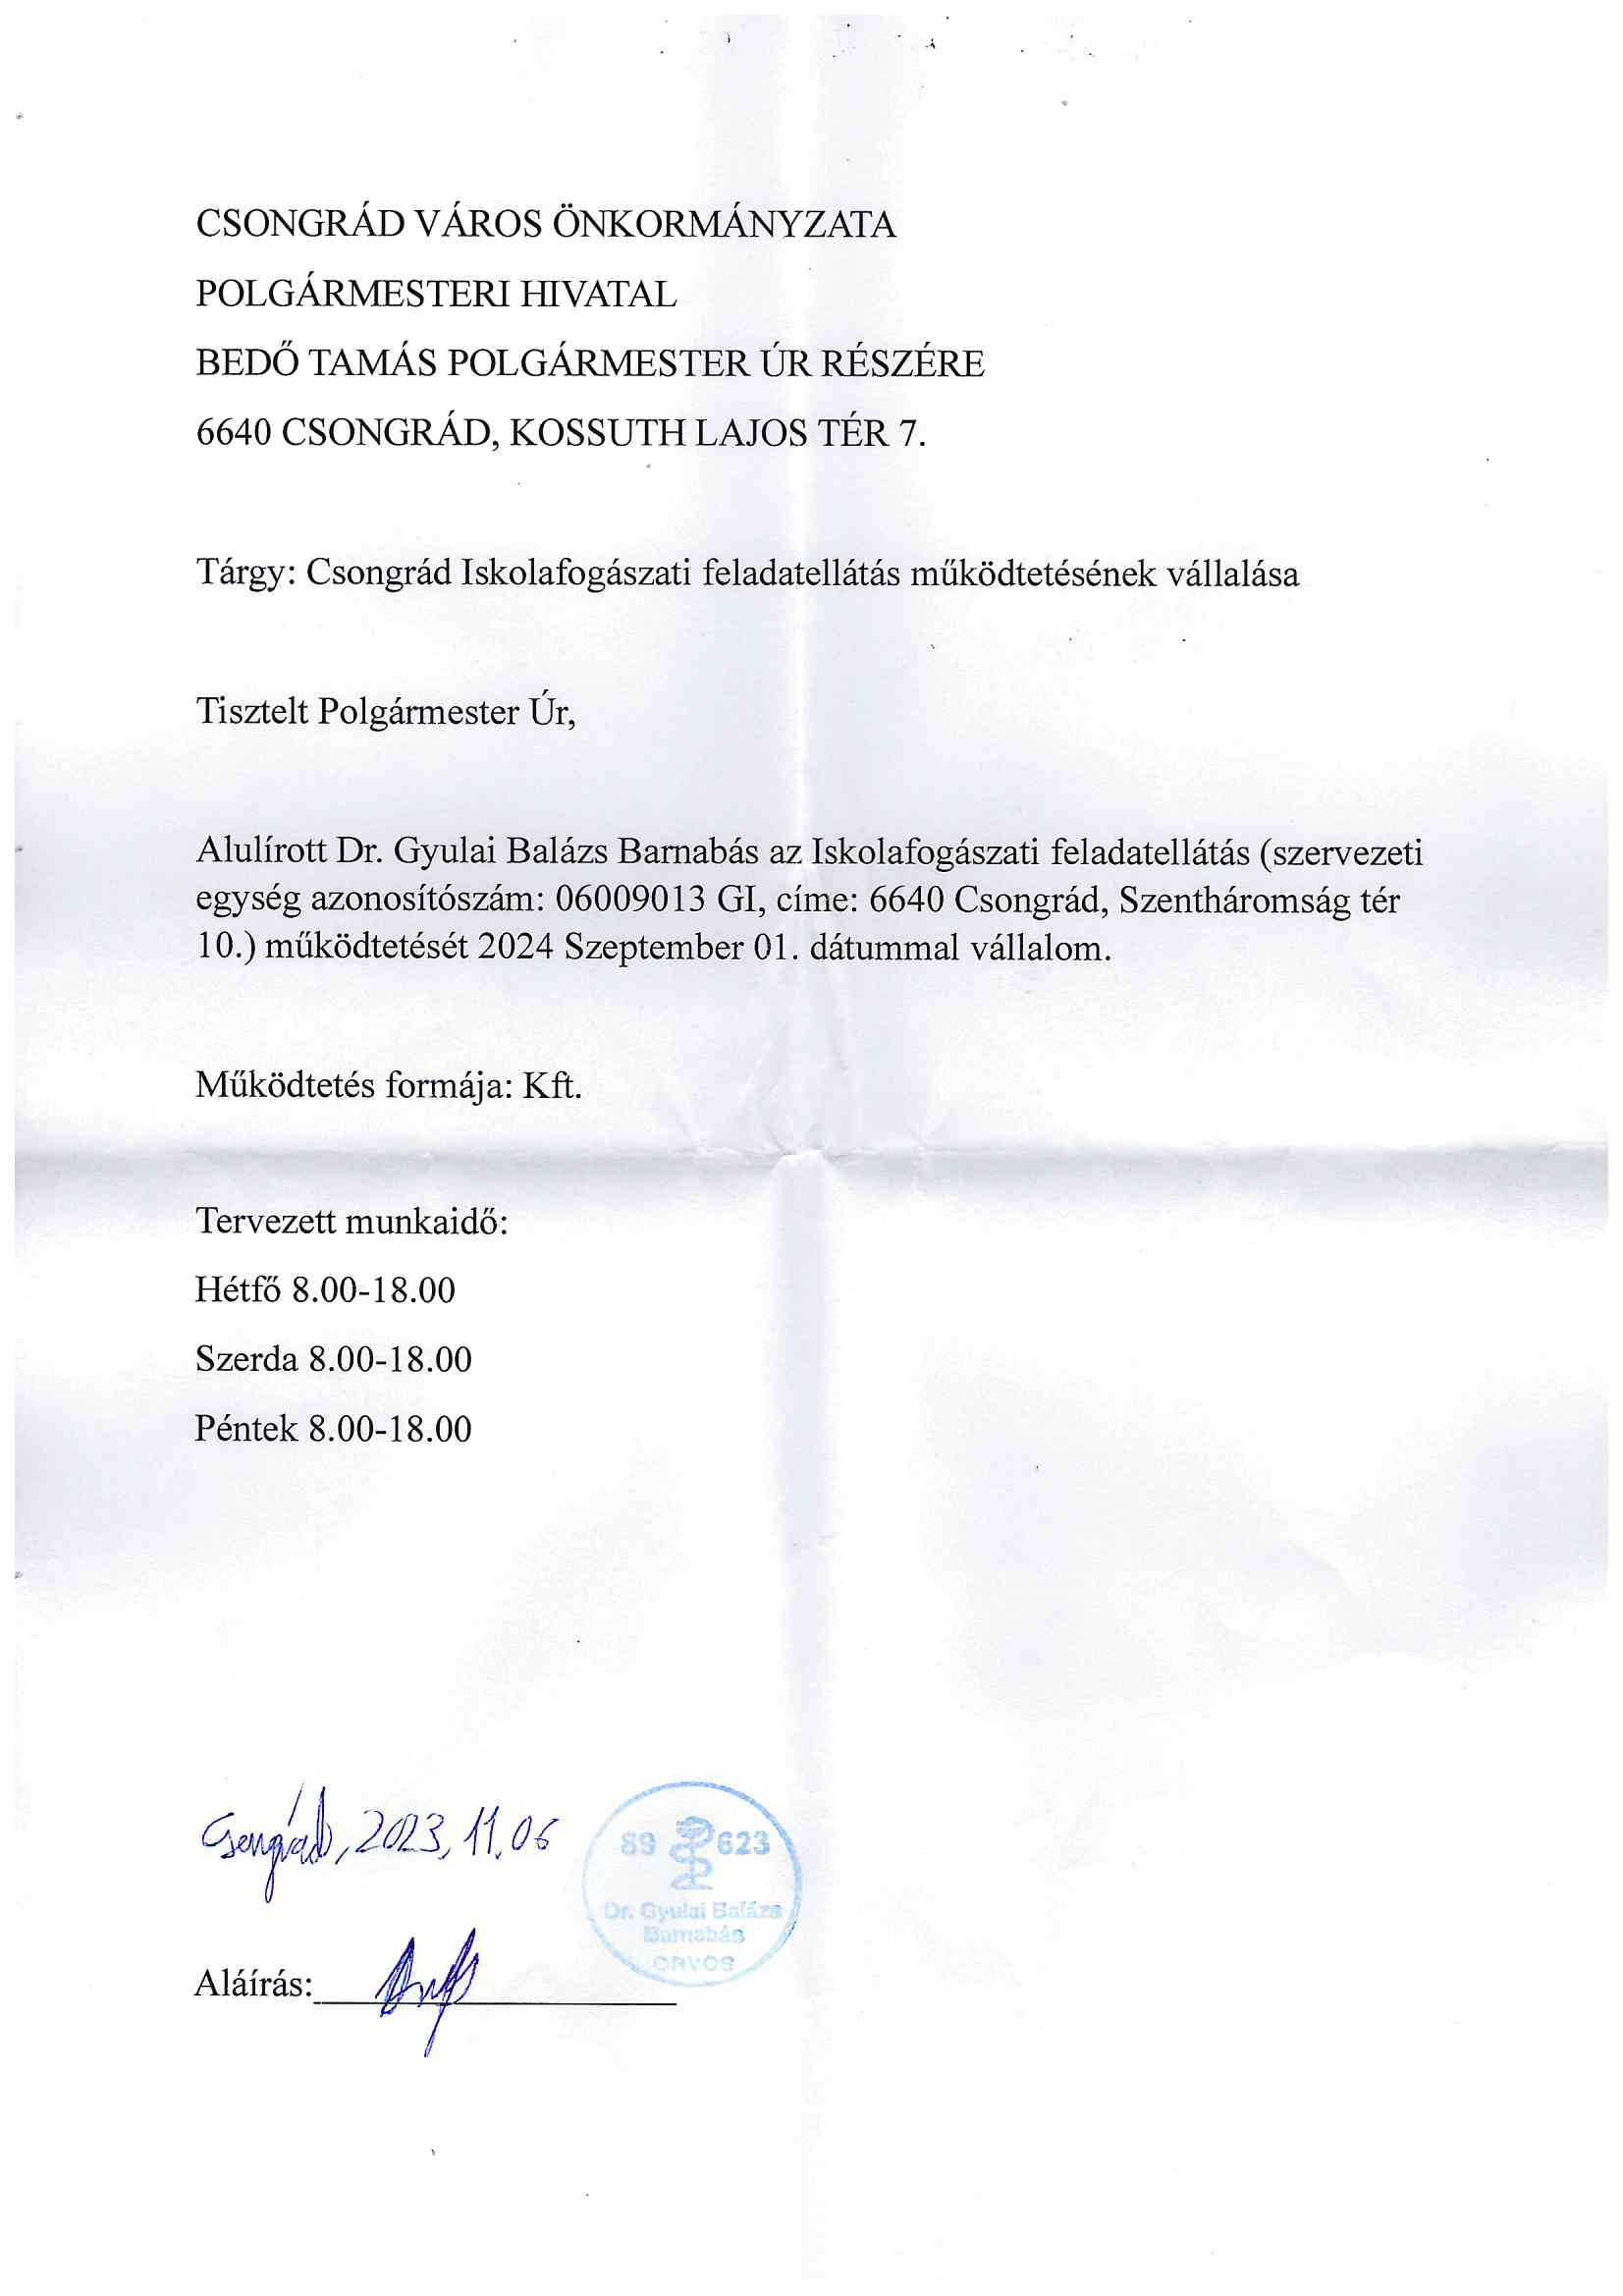 CSONGRÁD VÁROS ÖNKORMÁNYZATA
POLGÁRMESTERI HIVATAL
BEDŐ TAMÁS POLGÁRMESTER ÚR RÉSZÉRE
6640 CSONGRÁD, KOSSUTH LAJOS TÉR 7.
Tárgy: Csongrád Iskolafogászati feladatellátás működtetésének vállalása
Tisztelt Polgármester Úr,
Alulírott Dr. Gyulai Balázs Barnabás az Iskolafogászati feladatellátás (szervezeti
egység azonosítószám: 06009013 GI, címe: 6640 Csongrád, Szentháromság tér
10.) működtetését 2024 Szeptember 01. dátummal vállalom.
Működtetés formája: Kft.
Tervezett munkaidő:
Hétfő 8.00-18.00
Szerda 8.00-18.00
Péntek 8.00-18.00
Csongrád, 2023, 11.06
89 623
Dr. Gyulai Balázs
Barnabás
ORVOS
Aláírás: